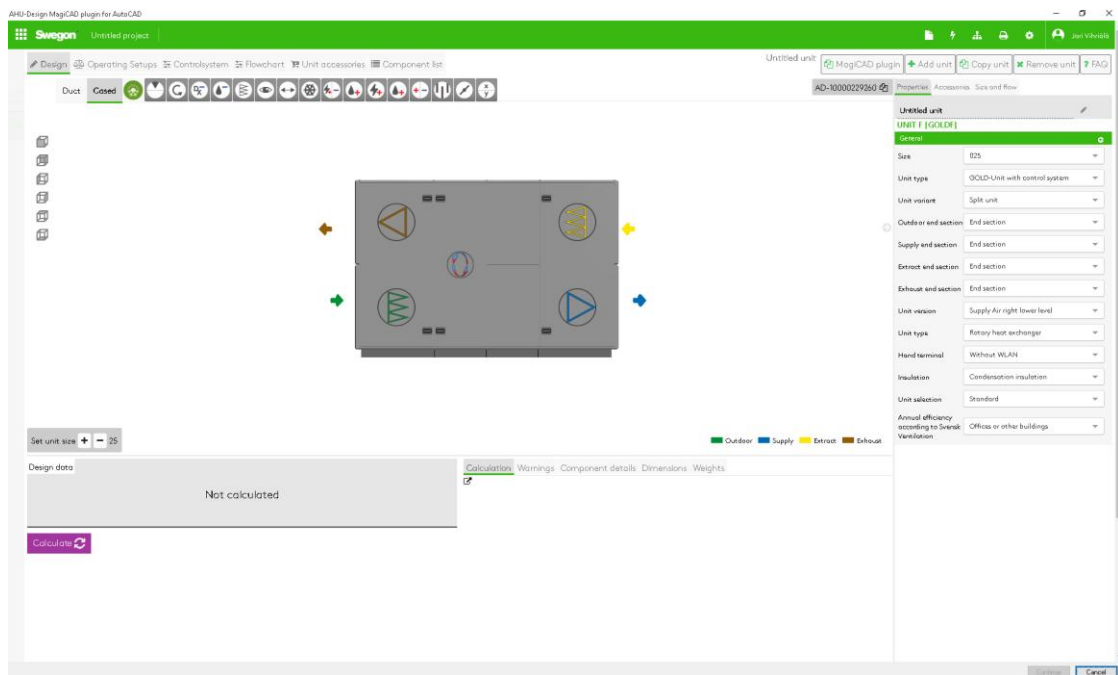 AHU-Design MagiCAD plugin for AutoCAD
Swegon Untitled project
Jori Vihriälä
Design Operating Setups Controlsystem Flowchart Unit accessories Component list
Untitled unit MagiCAD plugin Add unit Copy unit Remove unit ? FAQ
Duct Cased
AD-10000229360
Properties Accessories Size and flow
Untitled unit
UNIT F [GOLDF]
General
Size 025
Unit type GOLD-Unit with control system
Unit variant Split unit
Outdoor end section End section
Supply end section End section
Extract end section End section
Exhaust end section End section
Unit version Supply Air right lower level
Unit type Rotary heat exchanger
Hand terminal Without WLAN
Insulation Condensation insulation
Unit selection Standard
Annual efficiency
according to Svensk Offices or other buildings
Ventilation
Set unit size + − 25
Outdoor Supply Extract Exhaust
Design data
Not calculated
Calculate
Calculation Warnings Component details Dimensions Weights
Continue Cancel